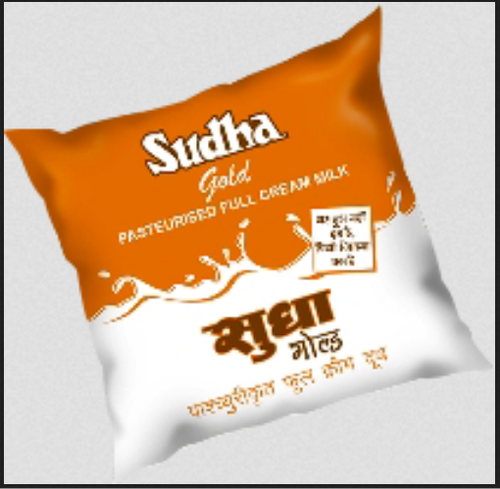 Sudha
Gold
PASTEURISED FULL CREAM MILK
सुधा
गोल्ड
पाश्च्युरीकृत फुल क्रीम दूध